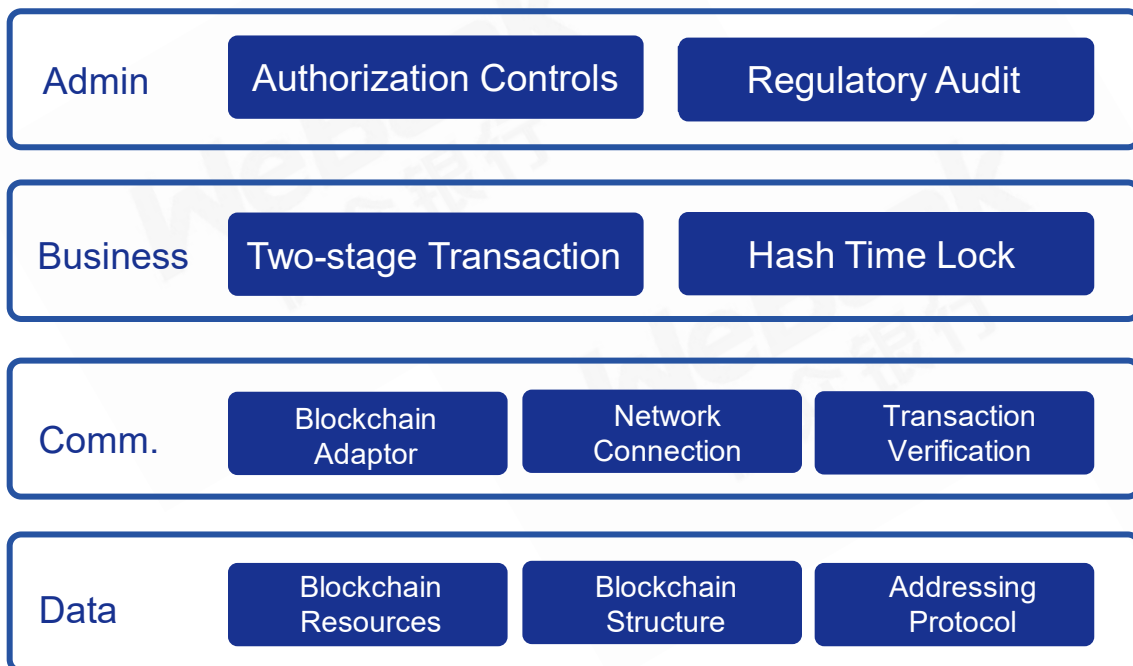 Admin
Authorization Controls
Regulatory Audit
Business
Two-stage Transaction
Hash Time Lock
Comm.
Blockchain
Adaptor
Network
Connection
Transaction
Verification
Data
Blockchain
Resources
Blockchain
Structure
Addressing
Protocol